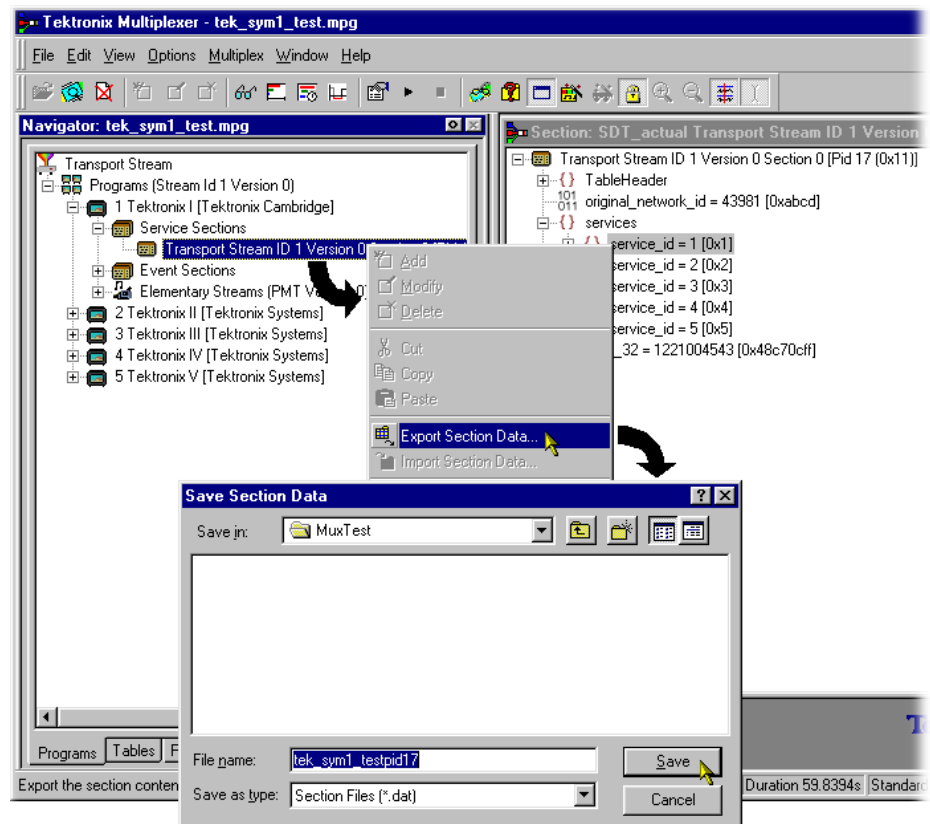 Tektronix Multiplexer - tek_sym1_test.mpg
File Edit View Options Multiplex Window Help
Navigator: tek_sym1_test.mpg
Transport Stream
Programs (Stream Id 1 Version 0)
1 Tektronix I [Tektronix Cambridge]
Service Sections
Transport Stream ID 1 Version 0
Event Sections
Elementary Streams (PMT
2 Tektronix II [Tektronix Systems]
3 Tektronix III [Tektronix Systems]
4 Tektronix IV [Tektronix Systems]
5 Tektronix V [Tektronix Systems]
Programs Tables F
Section: SDT_actual Transport Stream ID 1 Version
Transport Stream ID 1 Version 0 Section 0 [Pid 17 (0x11)]
{} TableHeader
101 011 original_network_id = 43981 [0xabcd]
{} services
service_id = 1 [0x1]
service_id = 2 [0x2]
service_id = 3 [0x3]
service_id = 4 [0x4]
service_id = 5 [0x5]
_32 = 1221004543 [0x48c70cff]
Add
Modify
Delete
Cut
Copy
Paste
Export Section Data...
Import Section Data...
Save Section Data
Save in: MuxTest
File name: tek_sym1_testpid17
Save
Save as type: Section Files (*.dat)
Cancel
Export the section conten
Duration 59.8394s Standard